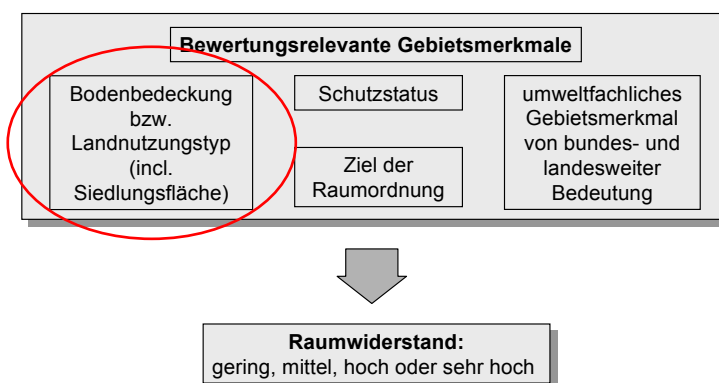 Bewertungsrelevante Gebietsmerkmale
Bodenbedeckung
bzw.
Landnutzungstyp
(incl.
Siedlungsfläche)
Schutzstatus
Ziel der
Raumordnung
umweltfachliches
Gebietsmerkmal
von bundes- und
landesweiter
Bedeutung
Raumwiderstand:
gering, mittel, hoch oder sehr hoch